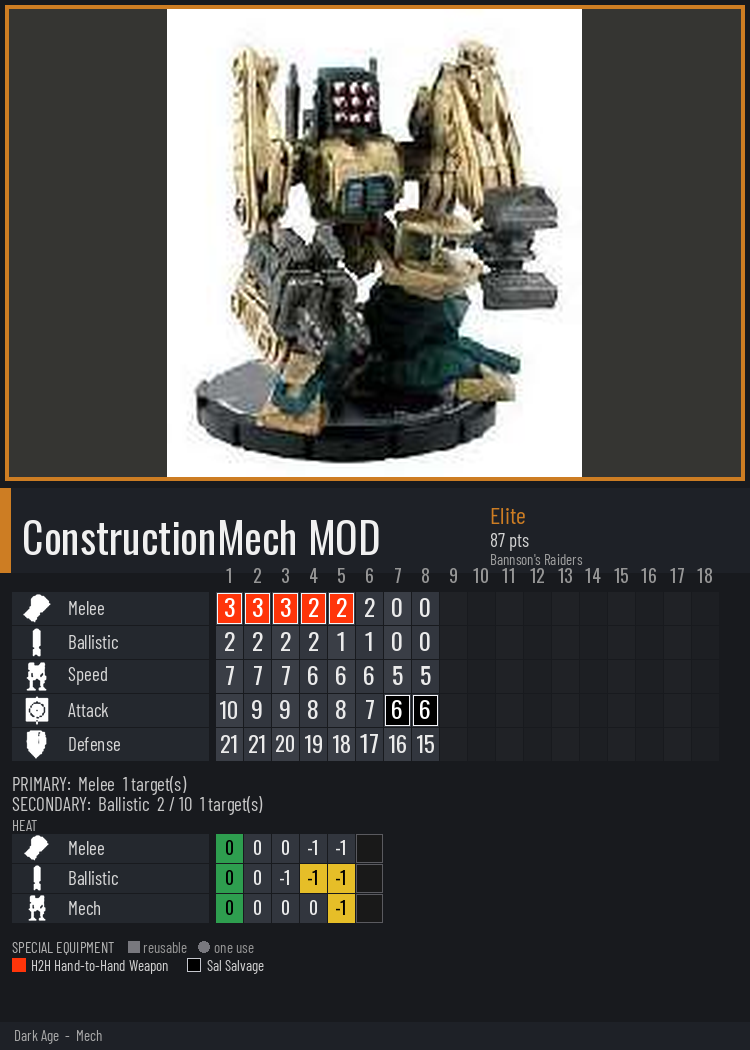 ConstructionMech MOD
Elite
87 pts
Bannson's Raiders
1 2 3 4 5 6 7 8 9 10 11 12 13 14 15 16 17 18
Melee 3 3 3 2 2 2 0 0
Ballistic 2 2 2 2 1 1 0 0
Speed 7 7 7 6 6 6 5 5
Attack 10 9 9 8 8 7 6 6
Defense 21 21 20 19 18 17 16 15
PRIMARY: Melee 1 target(s)
SECONDARY: Ballistic 2 / 10 1 target(s)
HEAT
Melee 0 0 0 -1 -1
Ballistic 0 0 -1 -1 -1
Mech 0 0 0 0 -1
SPECIAL EQUIPMENT reusable one use
H2H Hand-to-Hand Weapon Sal Salvage
Dark Age - Mech